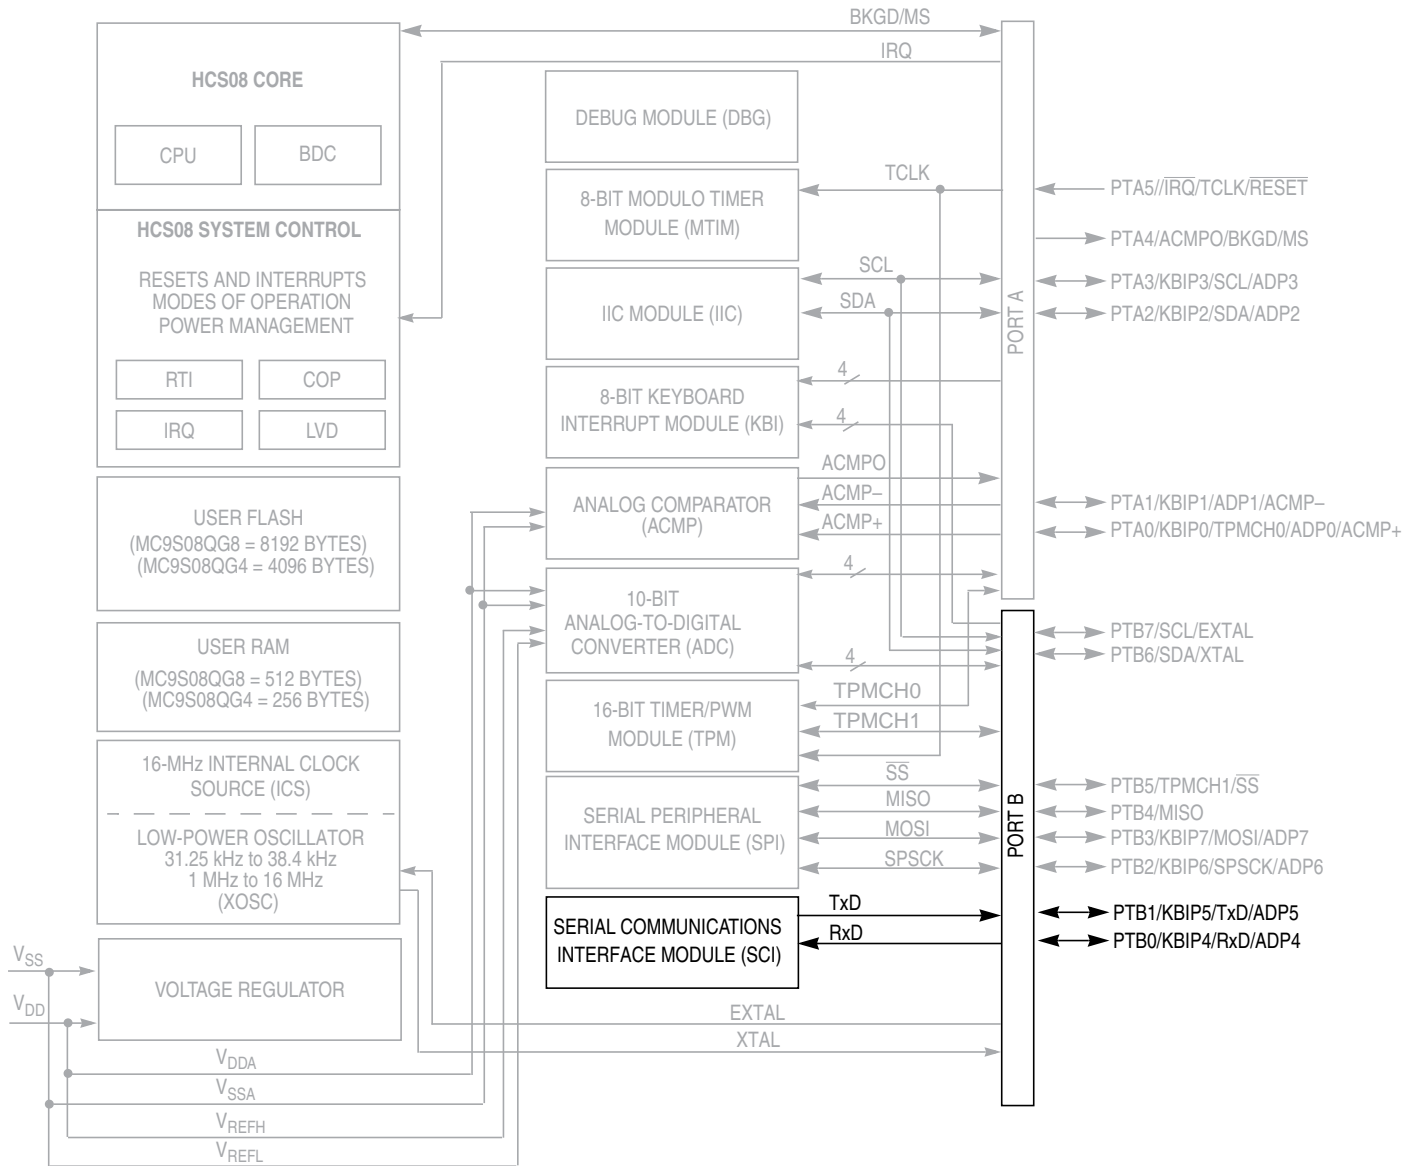 BKGD/MS
IRQ
HCS08 CORE
CPU
BDC
HCS08 SYSTEM CONTROL
RESETS AND INTERRUPTS
MODES OF OPERATION
POWER MANAGEMENT
RTI
COP
IRQ
LVD
USER FLASH
(MC9S08QG8 = 8192 BYTES)
(MC9S08QG4 = 4096 BYTES)
USER RAM
(MC9S08QG8 = 512 BYTES)
(MC9S08QG4 = 256 BYTES)
16-MHz INTERNAL CLOCK
SOURCE (ICS)
LOW-POWER OSCILLATOR
31.25 kHz to 38.4 kHz
1 MHz to 16 MHz
(XOSC)
VSS
VDD
VOLTAGE REGULATOR
VDDA
VSSA
VREFH
VREFL
DEBUG MODULE (DBG)
8-BIT MODULO TIMER
MODULE (MTIM)
TCLK
IIC MODULE (IIC)
SCL
SDA
8-BIT KEYBOARD
INTERRUPT MODULE (KBI)
4
4
ANALOG COMPARATOR
(ACMP)
ACMPO
ACMP–
ACMP+
10-BIT
ANALOG-TO-DIGITAL
CONVERTER (ADC)
4
4
16-BIT TIMER/PWM
MODULE (TPM)
TPMCH0
TPMCH1
SERIAL PERIPHERAL
INTERFACE MODULE (SPI)
SS
MISO
MOSI
SPSCK
SERIAL COMMUNICATIONS
INTERFACE MODULE (SCI)
TxD
RxD
EXTAL
XTAL
PORT A
PORT B
PTA5//IRQ/TCLK/RESET
PTA4/ACMPO/BKGD/MS
PTA3/KBIP3/SCL/ADP3
PTA2/KBIP2/SDA/ADP2
PTA1/KBIP1/ADP1/ACMP–
PTA0/KBIP0/TPMCH0/ADP0/ACMP+
PTB7/SCL/EXTAL
PTB6/SDA/XTAL
PTB5/TPMCH1/SS
PTB4/MISO
PTB3/KBIP7/MOSI/ADP7
PTB2/KBIP6/SPSCK/ADP6
PTB1/KBIP5/TxD/ADP5
PTB0/KBIP4/RxD/ADP4